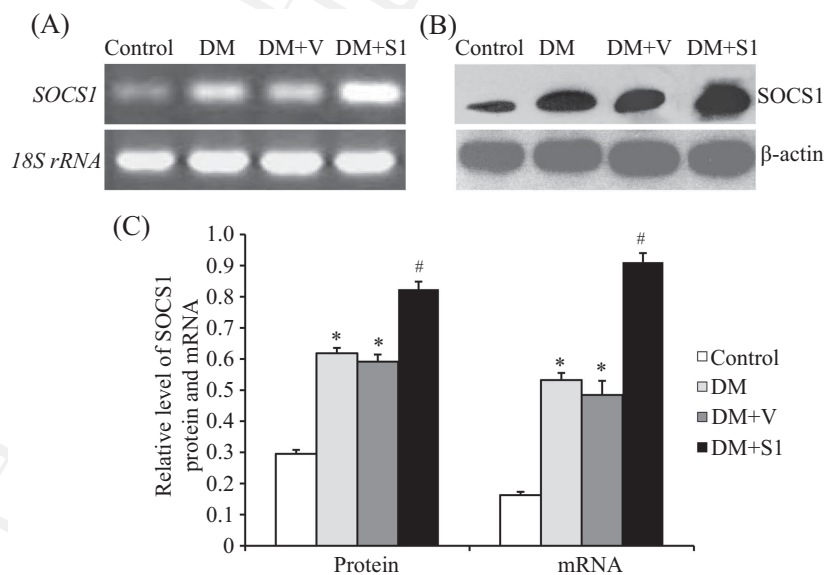 (A)
Control DM DM+V DM+S1
SOCS1
18S rRNA
(B)
Control DM DM+V DM+S1
SOCS1
β-actin
(C)
Relative level of SOCS1
protein and mRNA
1.0
0.9
0.8
0.7
0.6
0.5
0.4
0.3
0.2
0.1
0
* * #
* * #
Protein mRNA
Control
DM
DM+V
DM+S1